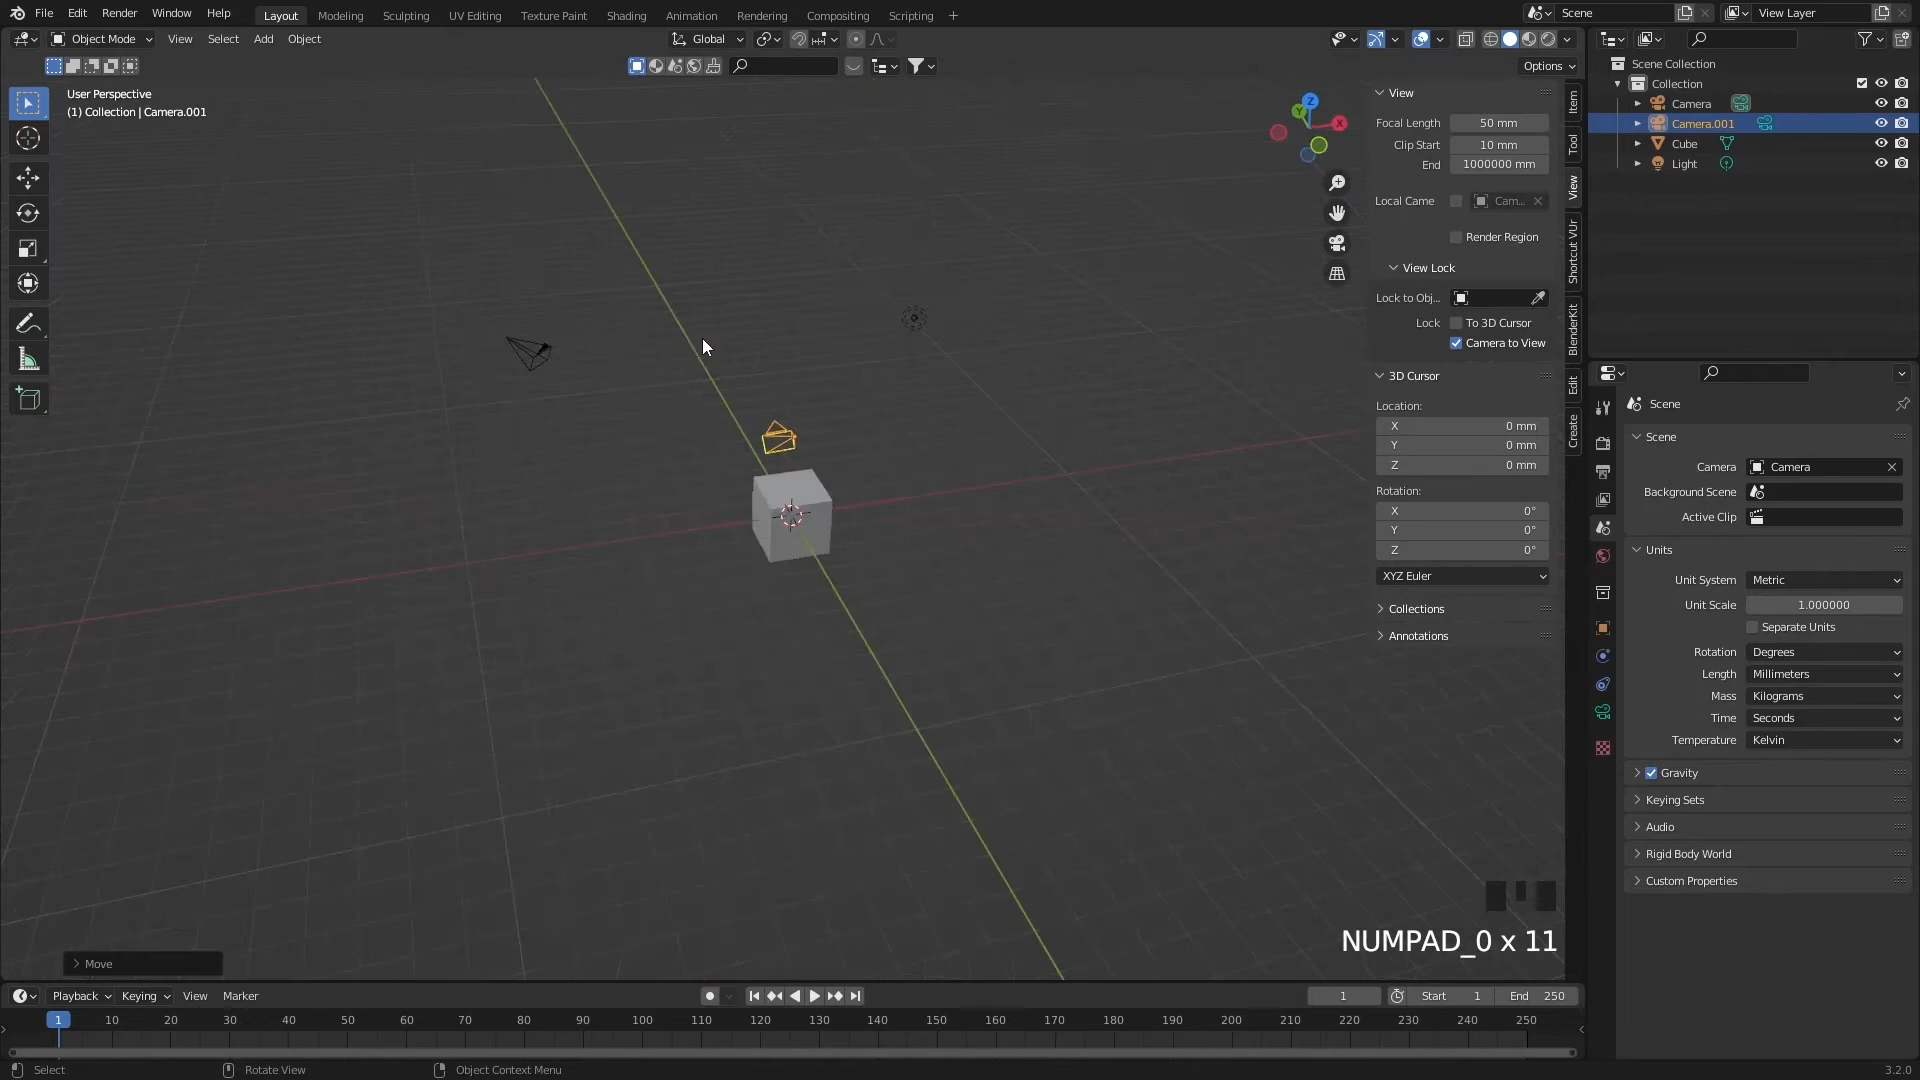 File Edit Render Window Help Layout Modeling Sculpting UV Editing Texture Paint Shading Animation Rendering Compositing Scripting + Scene View Layer
Object Mode View Select Add Object Global
Options
User Perspective
(1) Collection | Camera.001
View
Focal Length 50 mm
Clip Start 10 mm
End 1000000 mm
Local Came Cam...
Render Region
View Lock
Lock to Obj...
Lock To 3D Cursor
Camera to View
3D Cursor
Location:
X 0 mm
Y 0 mm
Z 0 mm
Rotation:
X 0°
Y 0°
Z 0°
XYZ Euler
Collections
Annotations
Item
Tool
View
Shortcut VUr
BlenderKit
Edit
Create
Z
Y
X
Scene Collection
Collection
Camera
Camera.001
Cube
Light
Scene
Scene
Camera Camera
Background Scene
Active Clip
Units
Unit System Metric
Unit Scale 1.000000
Separate Units
Rotation Degrees
Length Millimeters
Mass Kilograms
Time Seconds
Temperature Kelvin
Gravity
Keying Sets
Audio
Rigid Body World
Custom Properties
NUMPAD_0 x 11
Move
Playback Keying View Marker 1 Start 1 End 250
1 10 20 30 40 50 60 70 80 90 100 110 120 130 140 150 160 170 180 190 200 210 220 230 240 250
Select Rotate View Object Context Menu 3.2.0